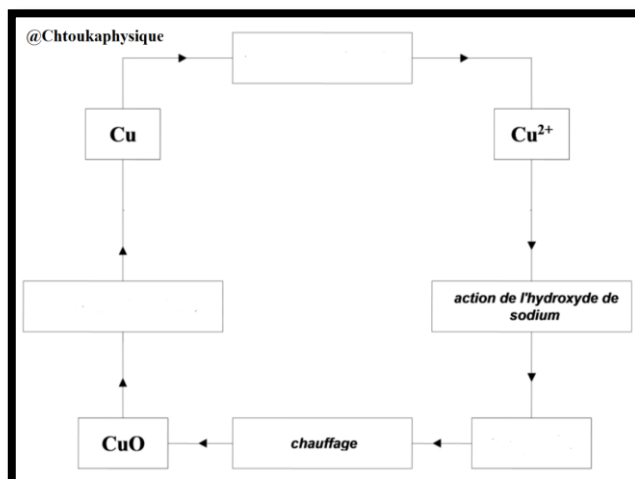 @Chtoukaphysique
Cu
Cu²⁺
action de l'hydroxyde de
sodium
CuO
chauffage